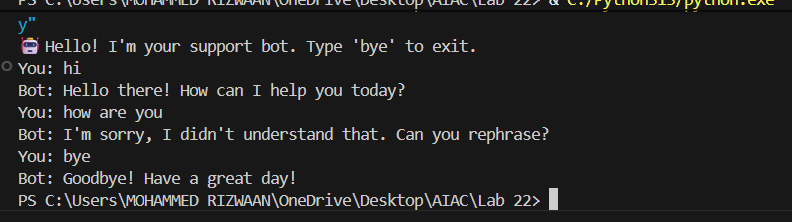 PS C:\Users\MOHAMMED RIZWAAN\OneDrive\Desktop\AIAC\Lab 22> & C:/Python313/python.exe
y"
🤖 Hello! I'm your support bot. Type 'bye' to exit.
You: hi
Bot: Hello there! How can I help you today?
You: how are you
Bot: I'm sorry, I didn't understand that. Can you rephrase?
You: bye
Bot: Goodbye! Have a great day!
PS C:\Users\MOHAMMED RIZWAAN\OneDrive\Desktop\AIAC\Lab 22>